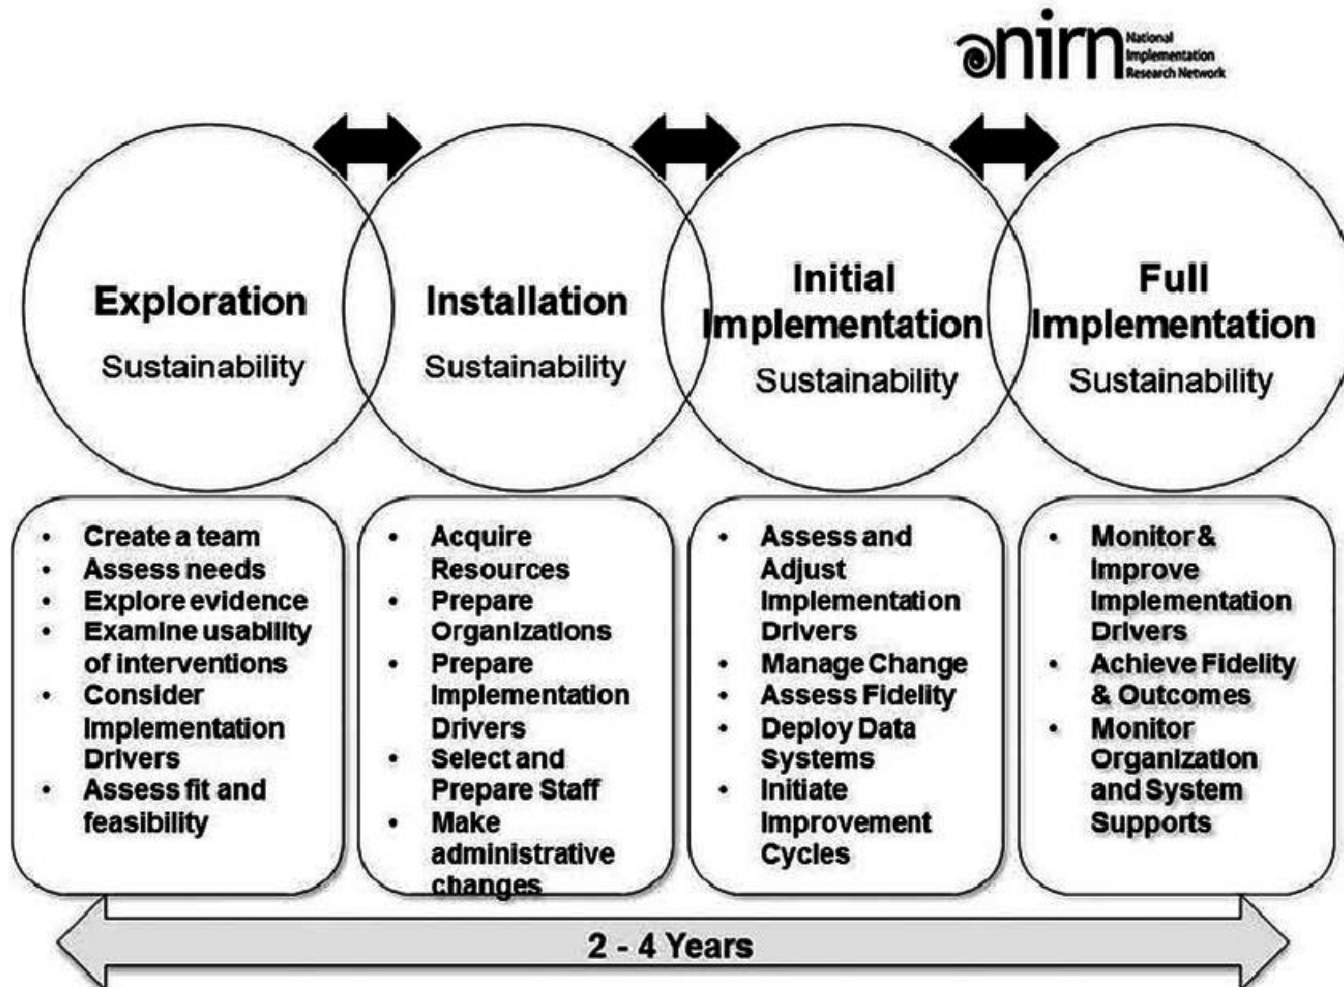 nirn
National
Implementation
Research Network
Exploration
Sustainability
Installation
Sustainability
Initial
Implementation
Sustainability
Full
Implementation
Sustainability
• Create a team
• Assess needs
• Explore evidence
• Examine usability
of interventions
• Consider
Implementation
Drivers
• Assess fit and
feasibility
• Acquire
Resources
• Prepare
Organizations
• Prepare
Implementation
Drivers
• Select and
Prepare Staff
• Make
administrative
changes
• Assess and
Adjust
Implementation
Drivers
• Manage Change
• Assess Fidelity
• Deploy Data
Systems
• Initiate
Improvement
Cycles
• Monitor &
Improve
Implementation
Drivers
• Achieve Fidelity
& Outcomes
• Monitor
Organization
and System
Supports
2 - 4 Years